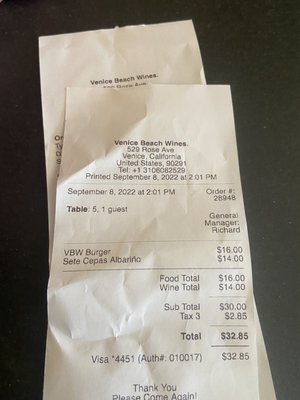 Venice Beach Wines.
Venice Beach Wines.
529 Rose Ave
Venice, California
United States, 90291
Tel: +1 3106062529
Printed September 8, 2022 at 2:01 PM
September 8, 2022 at 2:01 PM Order #:
28948
Table: 5, 1 guest
General
Manager:
Richard
VBW Burger $16.00
Sete Cepas Albariño $14.00
Food Total $16.00
Wine Total $14.00
Sub Total $30.00
Tax 3 $2.85
Total $32.85
Visa *4451 (Auth#: 010017) $32.85
Thank You
Please Come Again!